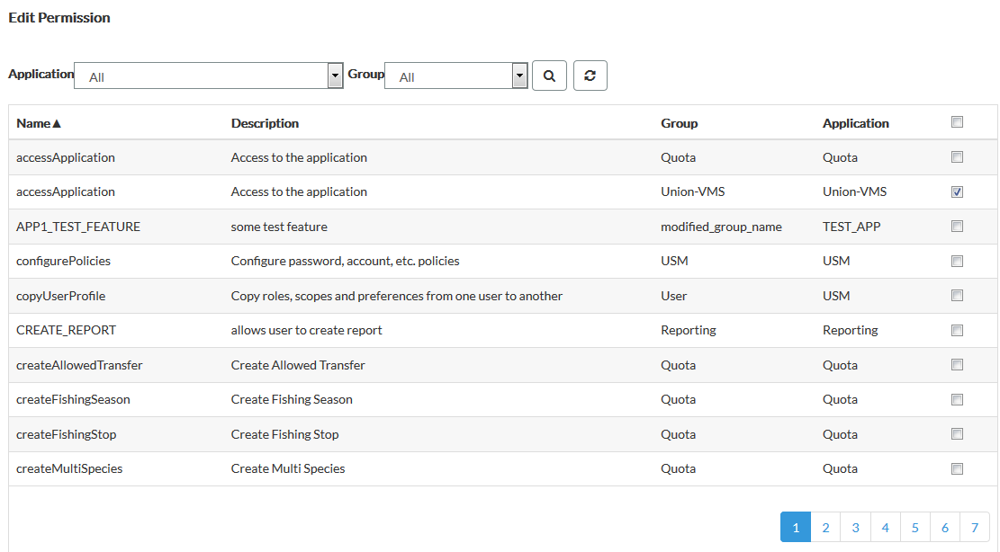 Edit Permission
Application All Group All
Name▲ Description Group Application
accessApplication Access to the application Quota Quota
accessApplication Access to the application Union-VMS Union-VMS
APP1_TEST_FEATURE some test feature modified_group_name TEST_APP
configurePolicies Configure password, account, etc. policies USM USM
copyUserProfile Copy roles, scopes and preferences from one user to another User USM
CREATE_REPORT allows user to create report Reporting Reporting
createAllowedTransfer Create Allowed Transfer Quota Quota
createFishingSeason Create Fishing Season Quota Quota
createFishingStop Create Fishing Stop Quota Quota
createMultiSpecies Create Multi Species Quota Quota
1 2 3 4 5 6 7